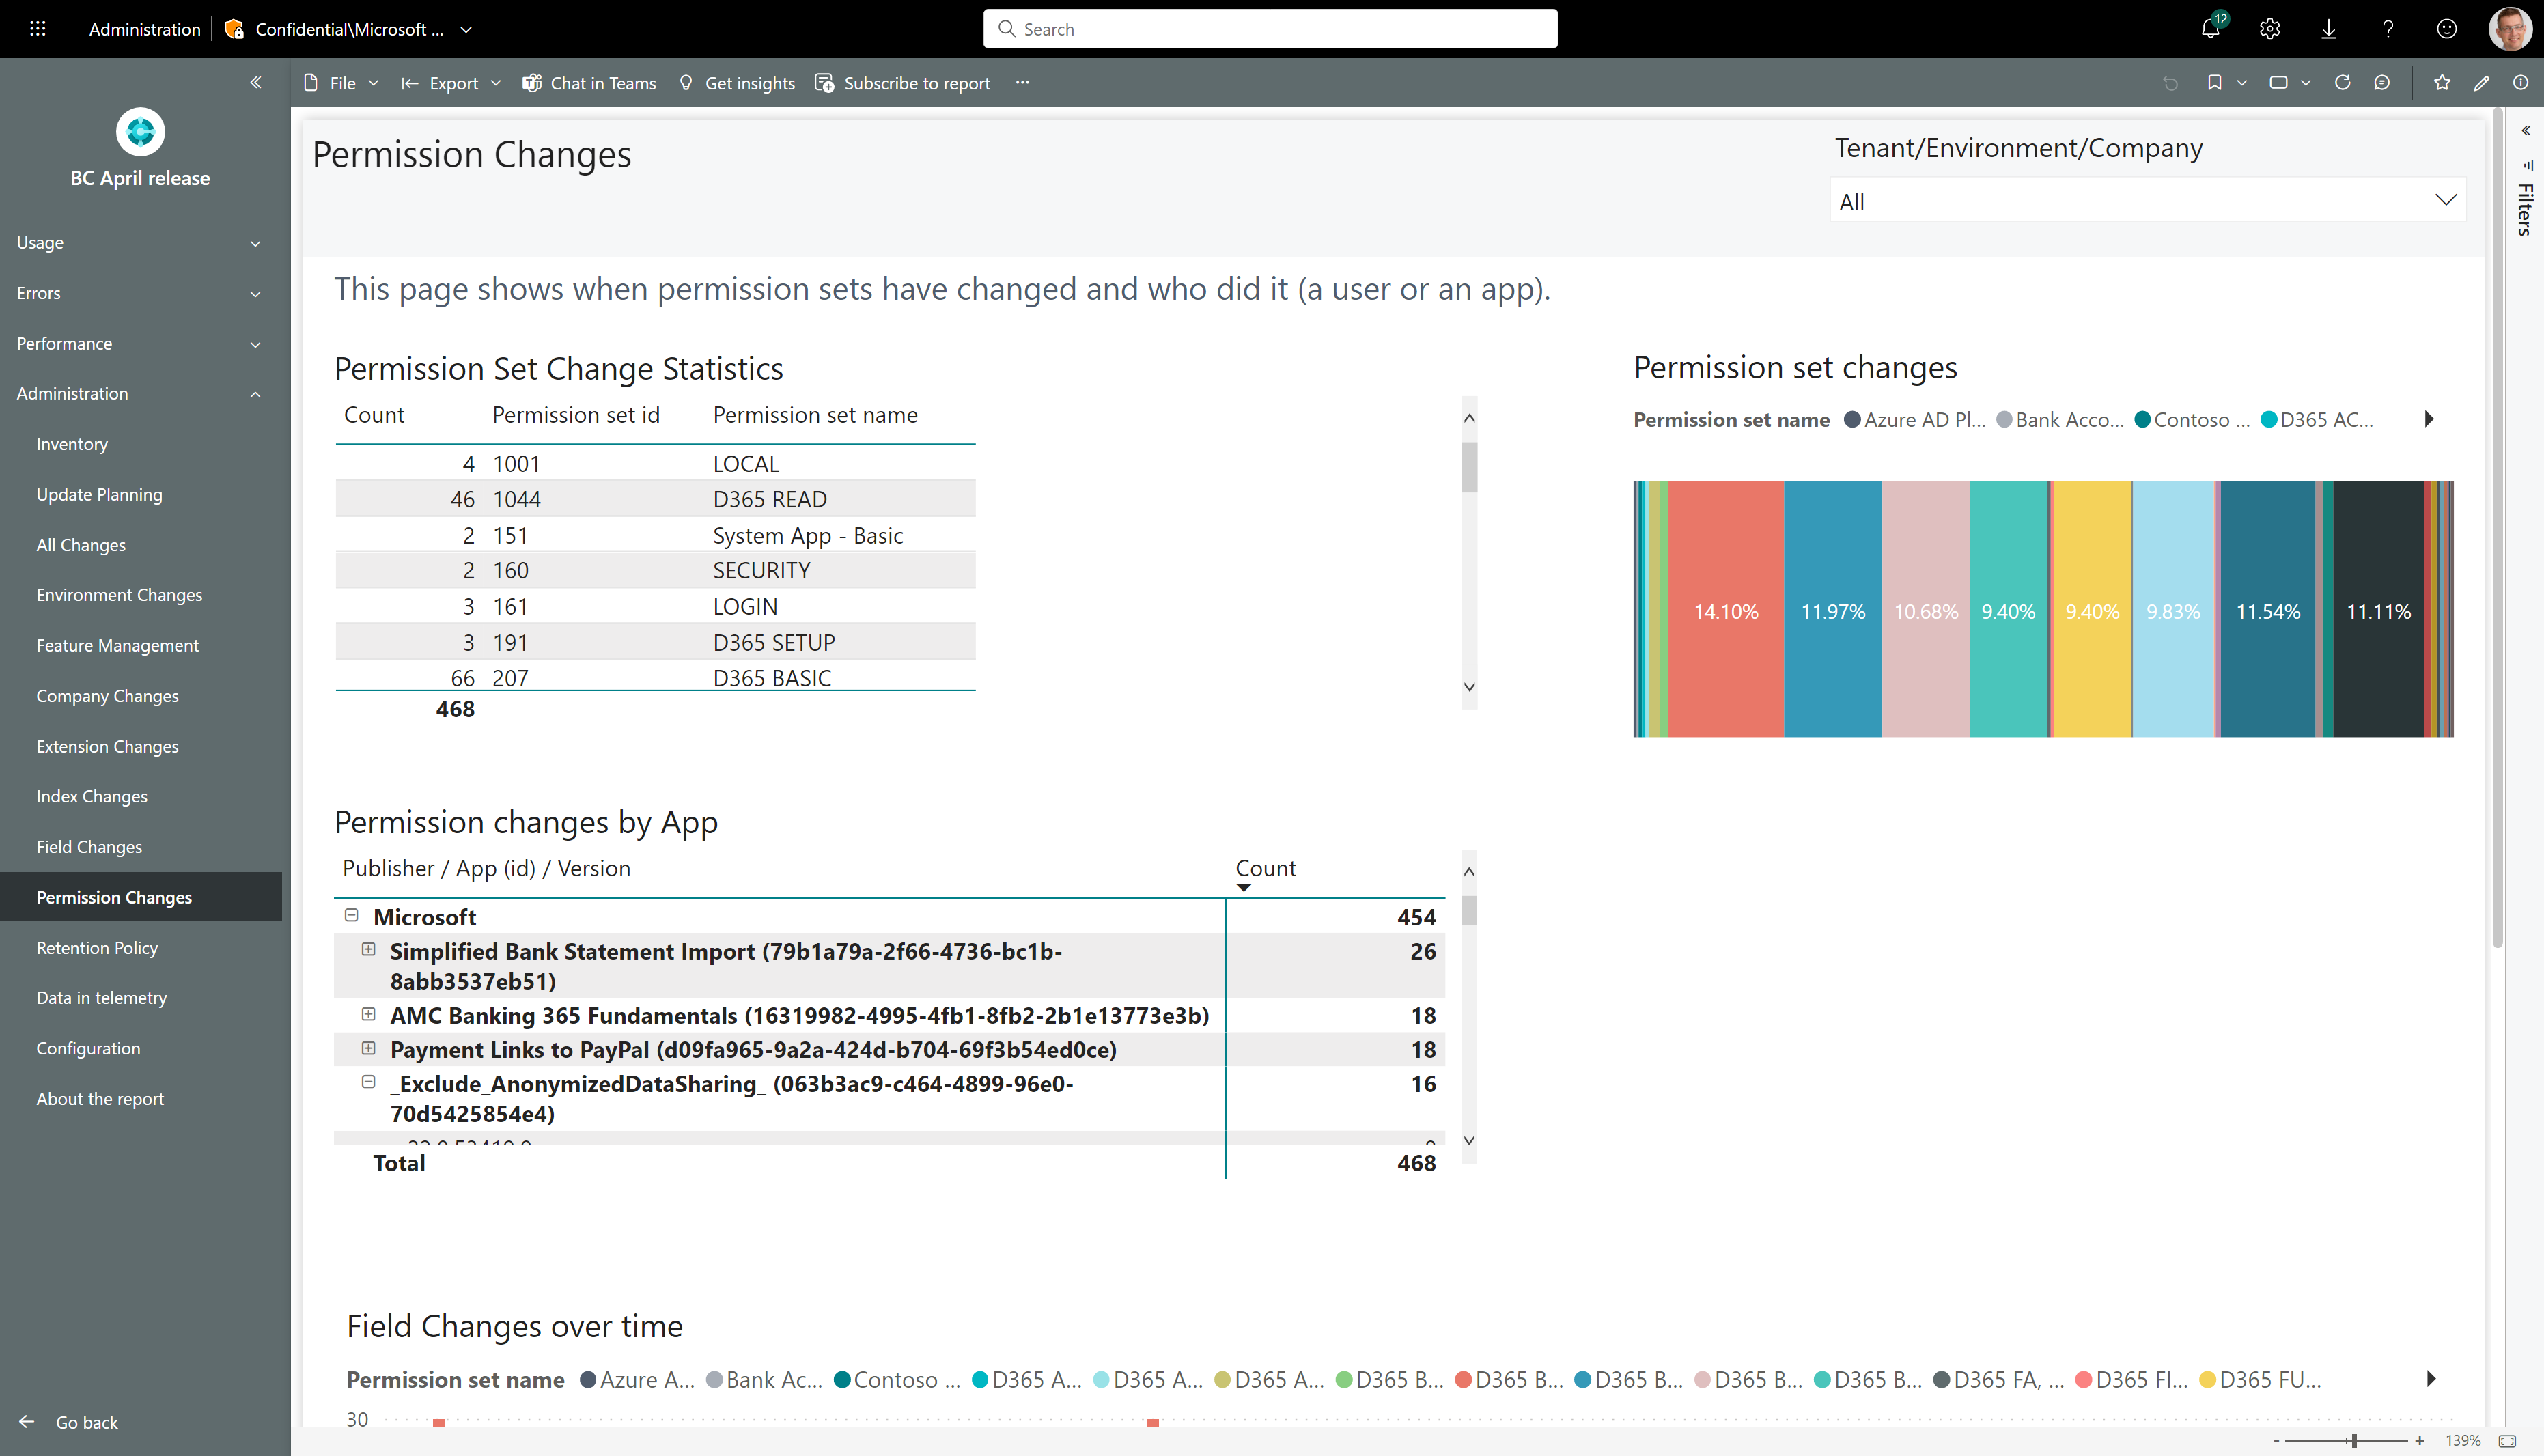 Administration
Confidential\Microsoft ...
Search
12
BC April release
Usage
Errors
Performance
Administration
Inventory
Update Planning
All Changes
Environment Changes
Feature Management
Company Changes
Extension Changes
Index Changes
Field Changes
Permission Changes
Retention Policy
Data in telemetry
Configuration
About the report
Go back
File
Export
Chat in Teams
Get insights
Subscribe to report
...
Permission Changes
Tenant/Environment/Company
All
Filters
This page shows when permission sets have changed and who did it (a user or an app).
Permission Set Change Statistics
Count Permission set id Permission set name
4 1001 LOCAL
46 1044 D365 READ
2 151 System App - Basic
2 160 SECURITY
3 161 LOGIN
3 191 D365 SETUP
66 207 D365 BASIC
468
Permission set changes
Permission set name Azure AD Pl... Bank Acco... Contoso ... D365 AC...
14.10% 11.97% 10.68% 9.40% 9.40% 9.83% 11.54% 11.11%
Permission changes by App
Publisher / App (id) / Version Count
Microsoft 454
Simplified Bank Statement Import (79b1a79a-2f66-4736-bc1b- 26
8abb3537eb51)
AMC Banking 365 Fundamentals (16319982-4995-4fb1-8fb2-2b1e13773e3b) 18
Payment Links to PayPal (d09fa965-9a2a-424d-b704-69f3b54ed0ce) 18
_Exclude_AnonymizedDataSharing_ (063b3ac9-c464-4899-96e0- 16
70d5425854e4)
Total 468
Field Changes over time
Permission set name Azure A... Bank Ac... Contoso ... D365 A... D365 A... D365 A... D365 B... D365 B... D365 B... D365 B... D365 B... D365 FA, ... D365 FI... D365 FU...
30
- + 139%